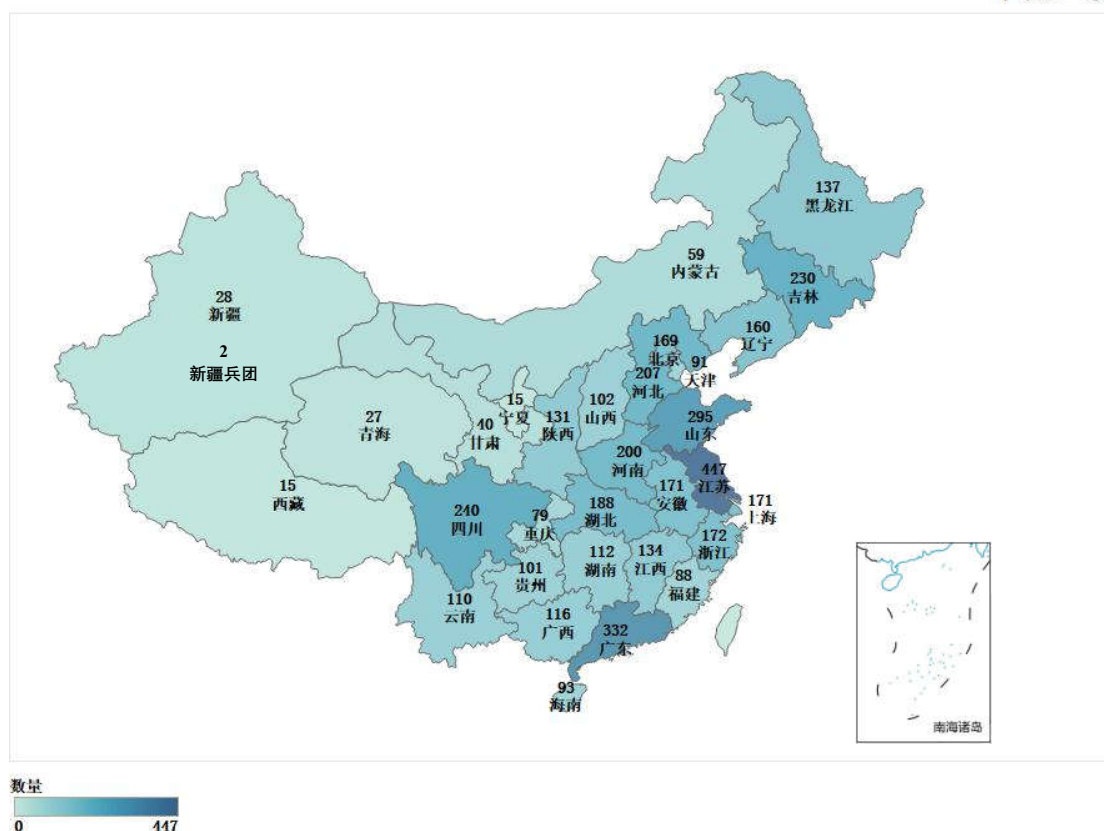 137
黑龙江
59
内蒙古
230
吉林
28
新疆
2
新疆兵团
160
辽宁
169
北京
91
天津
207
河北
15
宁夏
102
山西
131
陕西
27
青海
40
甘肃
295
山东
200
河南
447
江苏
171
安徽
171
上海
15
西藏
240
四川
79
重庆
188
湖北
172
浙江
112
湖南
134
江西
101
贵州
88
福建
110
云南
116
广西
332
广东
93
海南
南海诸岛
数量
0 447